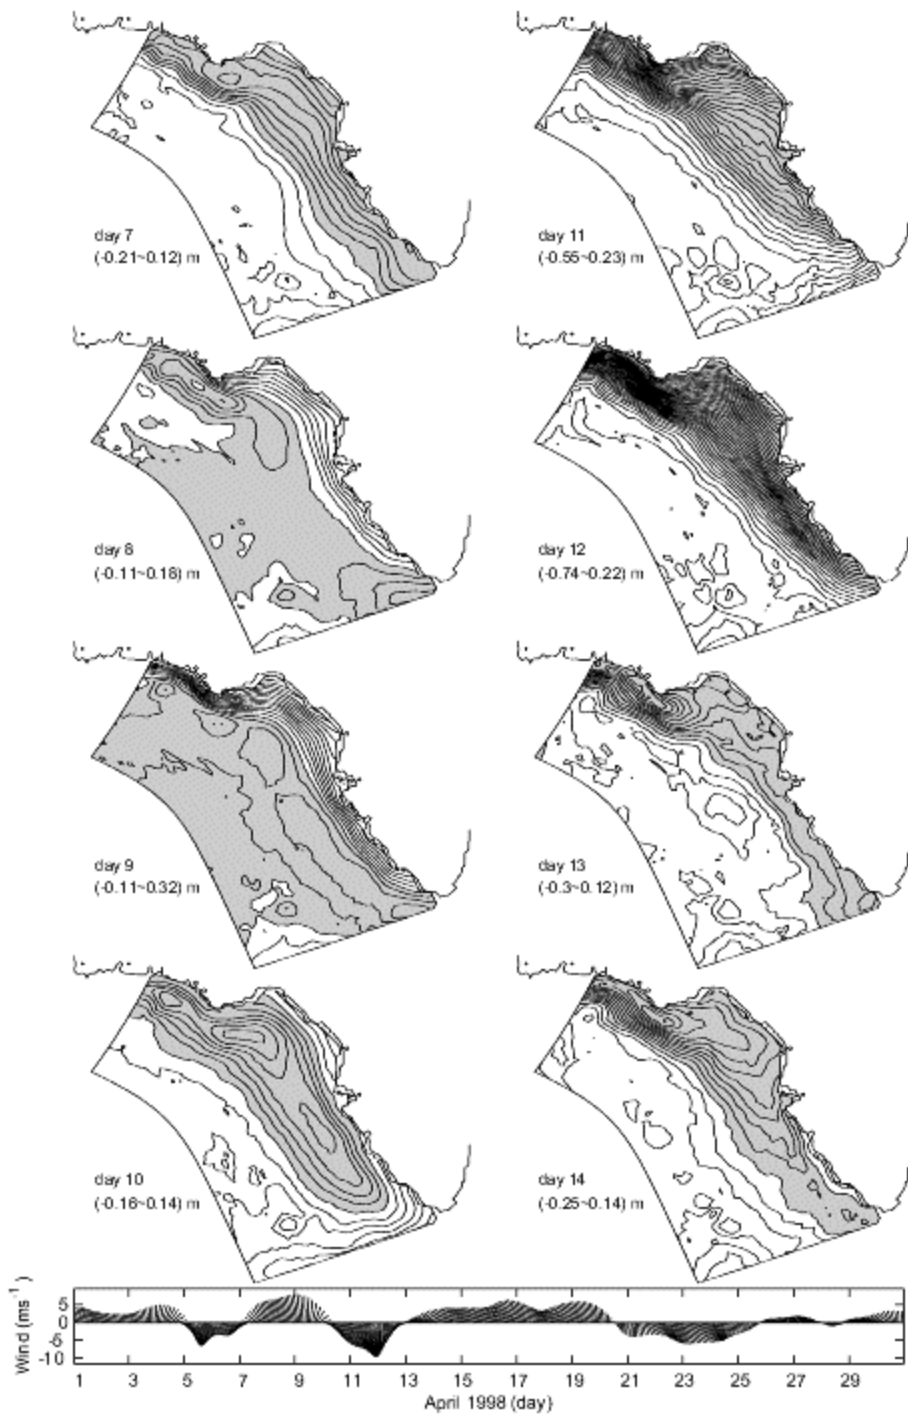 day 7
(-0.21~0.12) m
day 11
(-0.55~0.23) m
day 8
(-0.11~0.18) m
day 12
(-0.74~0.22) m
day 9
(-0.11~0.32) m
day 13
(-0.3~0.12) m
day 10
(-0.16~0.14) m
day 14
(-0.25~0.14) m
Wind (ms⁻¹)
5
0
-5
-10
1 3 5 7 9 11 13 15 17 19 21 23 25 27 29
April 1998 (day)